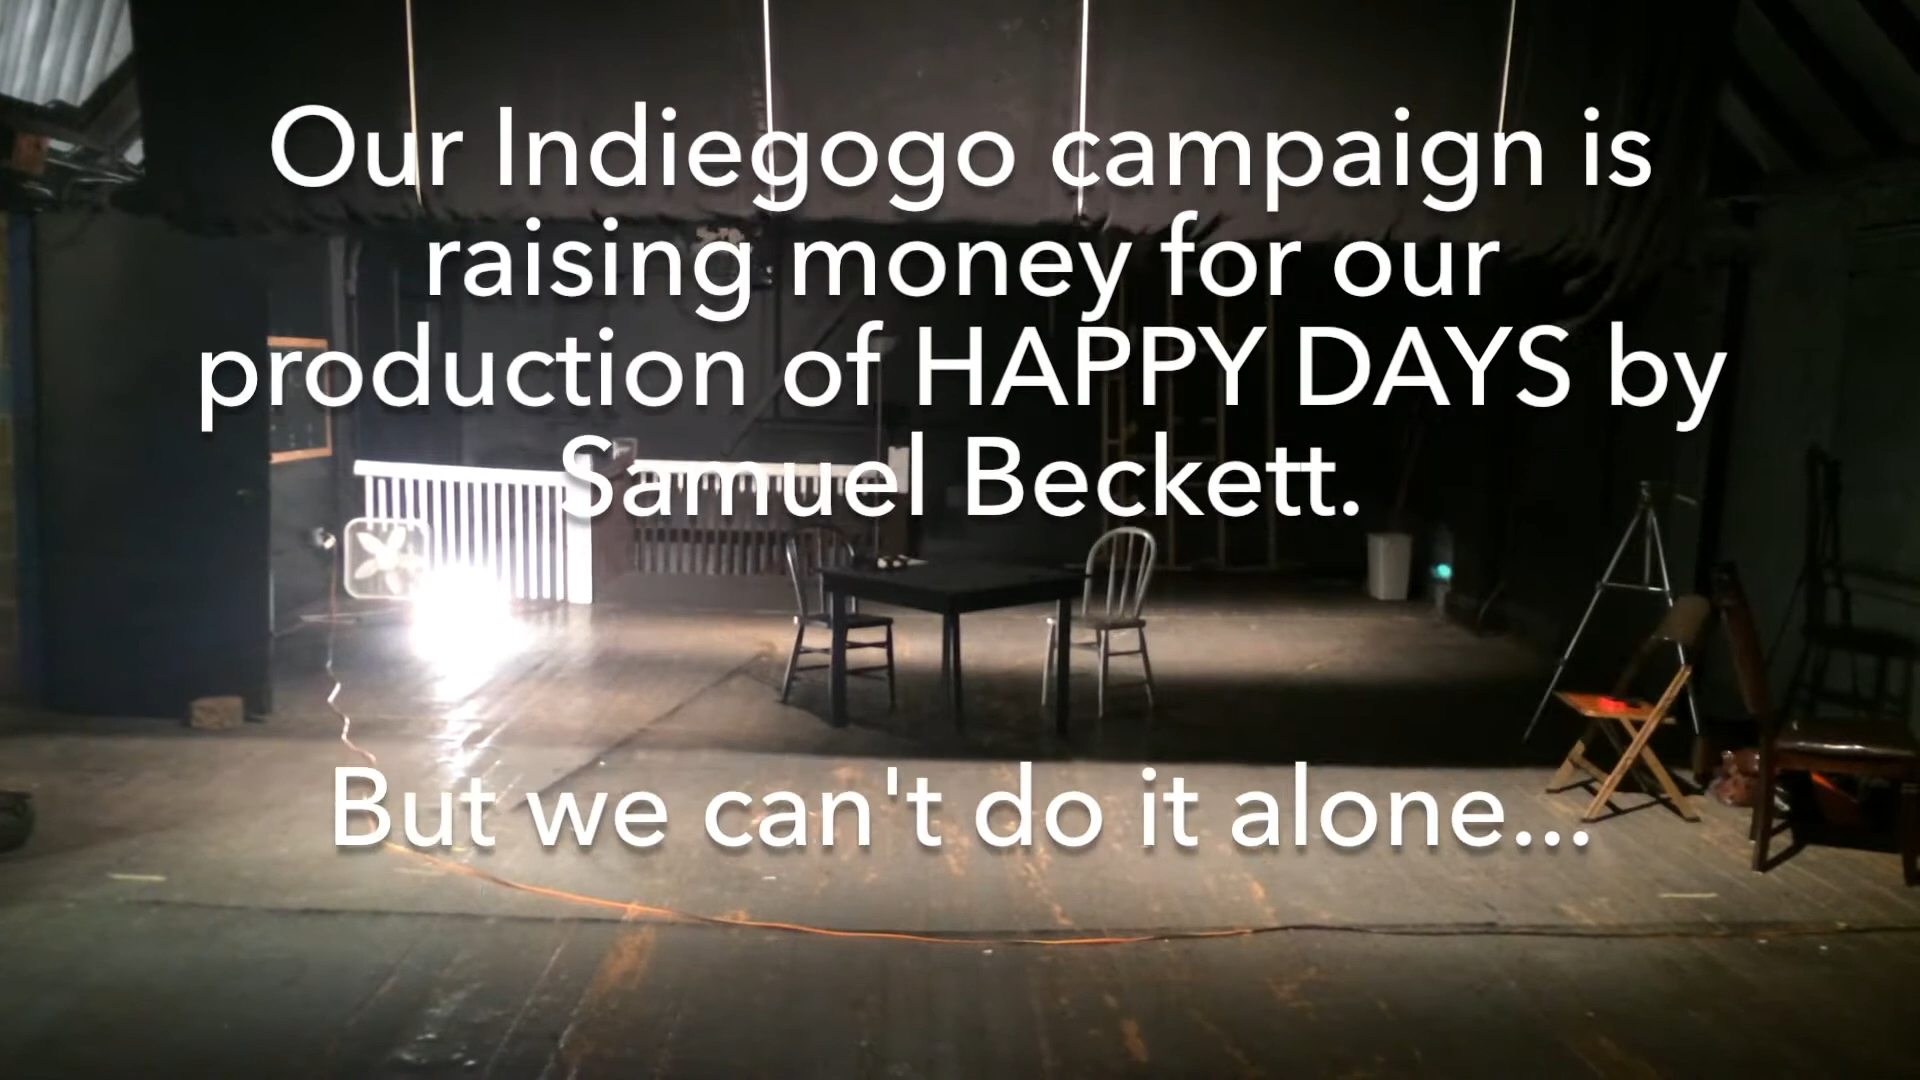 Our Indiegogo campaign is
raising money for our
production of HAPPY DAYS by
Samuel Beckett.
But we can't do it alone...